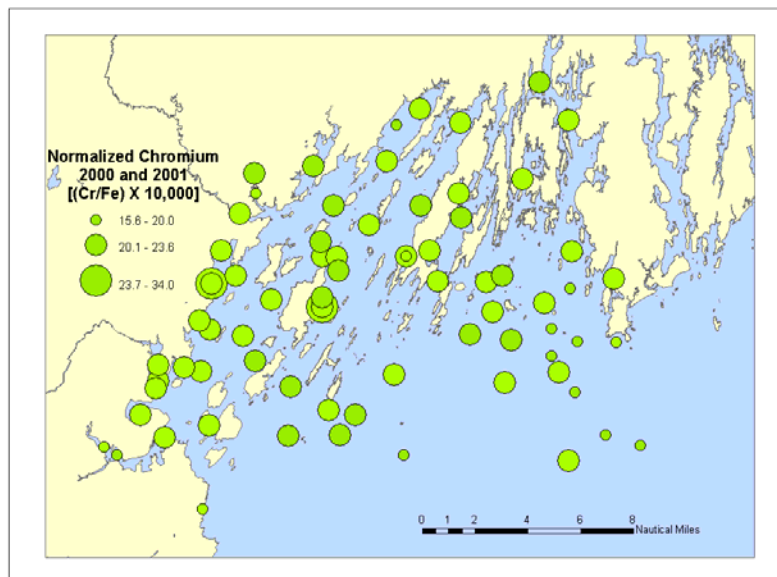 Normalized Chromium
2000 and 2001
[(Cr/Fe) X 10,000]
15.6 - 20.0
20.1 - 23.6
23.7 - 34.0
0 1 2 4 6 8
Nautical Miles